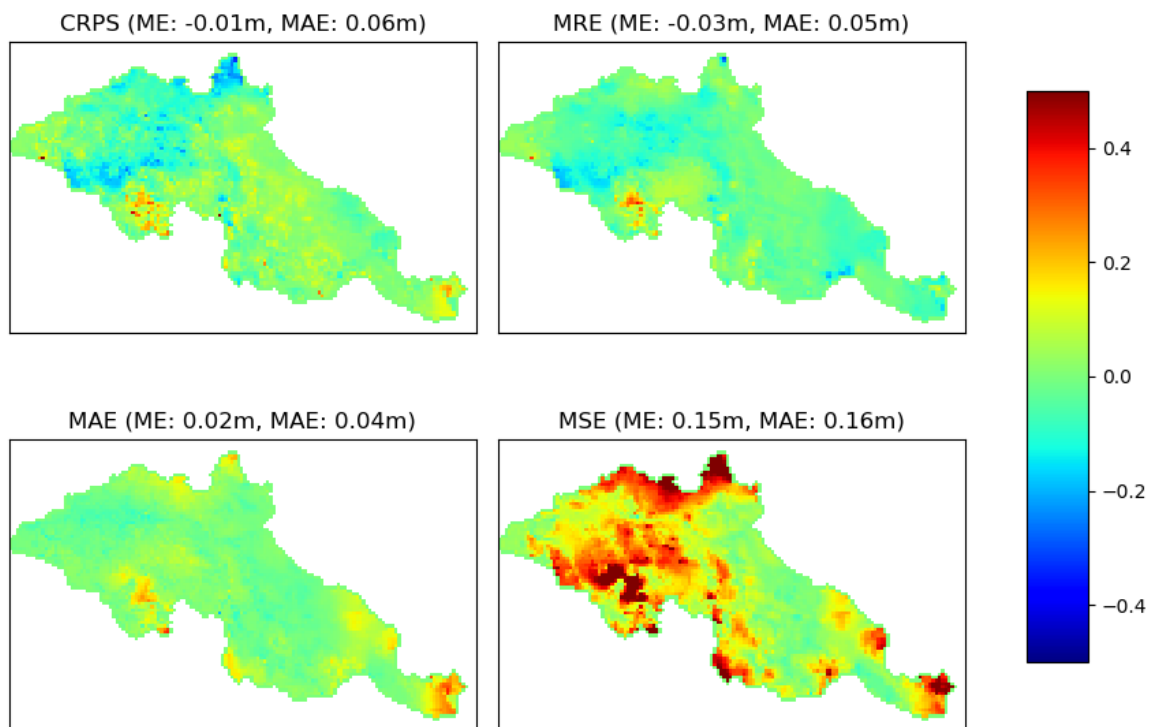 CRPS (ME: -0.01m, MAE: 0.06m)
MRE (ME: -0.03m, MAE: 0.05m)
0.4
0.2
0.0
−0.2
−0.4
MAE (ME: 0.02m, MAE: 0.04m)
MSE (ME: 0.15m, MAE: 0.16m)